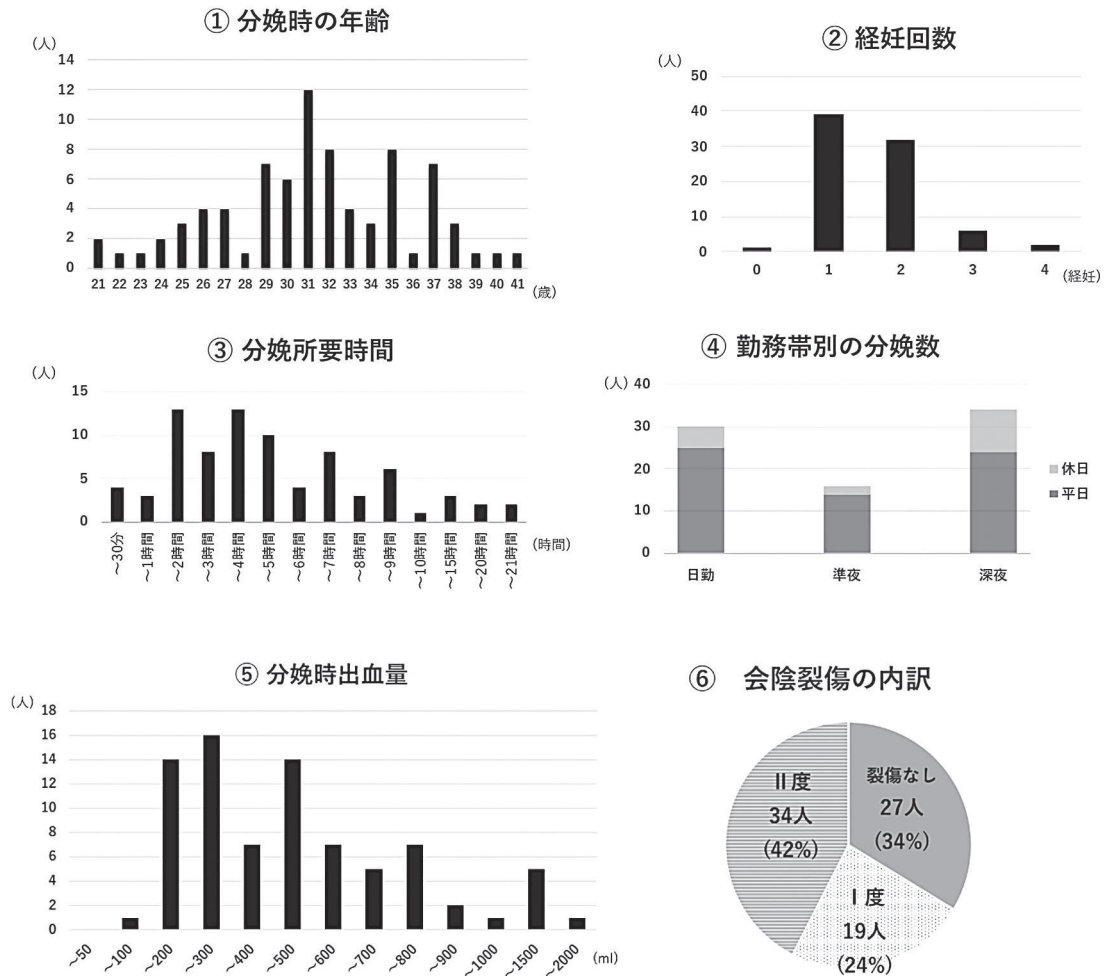 ① 分娩時の年齢
(人)
14
12
10
8
6
4
2
0
21 22 23 24 25 26 27 28 29 30 31 32 33 34 35 36 37 38 39 40 41
(歳)
② 経妊回数
(人)
50
40
30
20
10
0
0 1 2 3 4
(経妊)
③ 分娩所要時間
(人)
15
10
5
0
～30分
～1時間
～2時間
～3時間
～4時間
～5時間
～6時間
～7時間
～8時間
～9時間
～10時間
～15時間
～20時間
～21時間
(時間)
④ 勤務帯別の分娩数
(人)
40
30
20
10
0
日勤 準夜 深夜
休日
平日
⑤ 分娩時出血量
(人)
18
16
14
12
10
8
6
4
2
0
～50
～100
～200
～300
～400
～500
～600
～700
～800
～900
～1000
～1500
～2000
(ml)
⑥ 会陰裂傷の内訳
裂傷なし
27人
(34%)
Ⅱ度
34人
(42%)
Ⅰ度
19人
(24%)